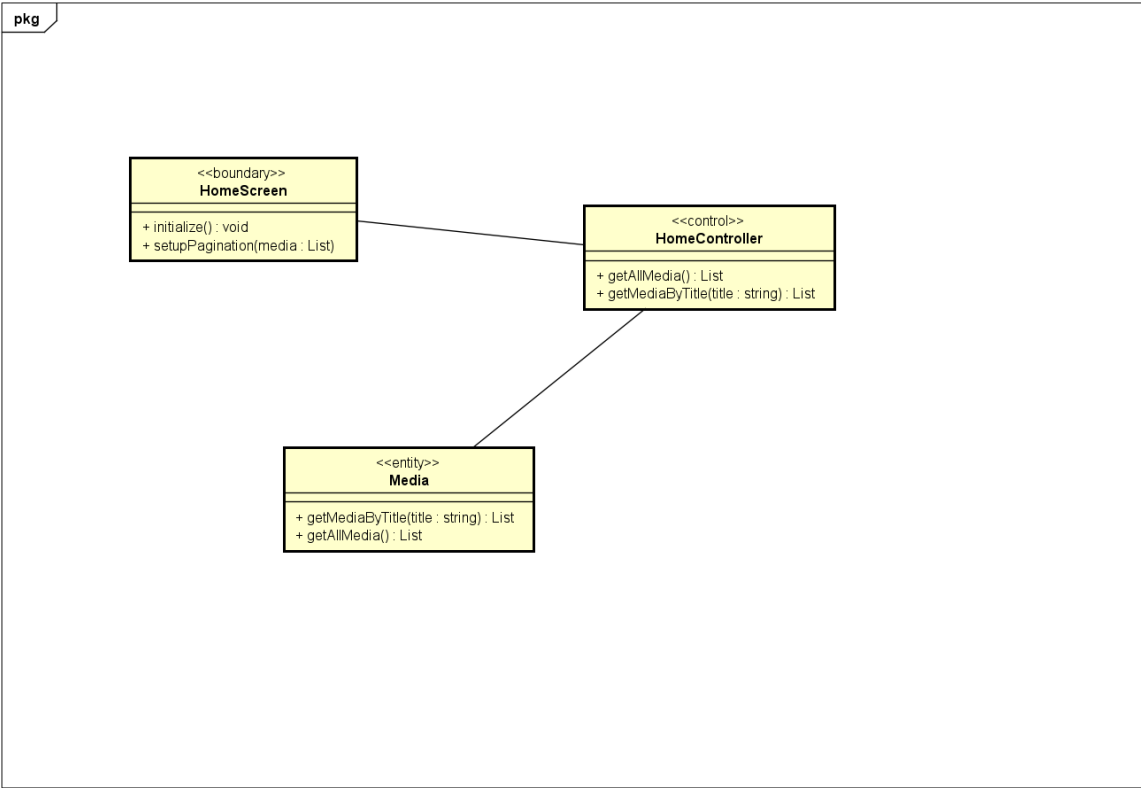 pkg
<<boundary>>
HomeScreen
+ initialize() : void
+ setupPagination(media : List)
<<control>>
HomeController
+ getAllMedia() : List
+ getMediaByTitle(title : string) : List
<<entity>>
Media
+ getMediaByTitle(title : string) : List
+ getAllMedia() : List